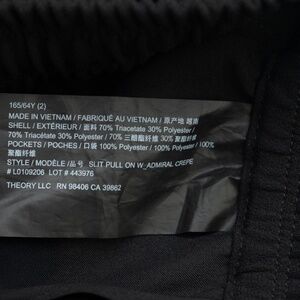 165/64Y (2)
MADE IN VIETNAM / FABRIQUÉ AU VIETNAM / 原产地 越南
SHELL / EXTÉRIEUR / 面料 70% Triacetate 30% Polyester /
70% Triacétate 30% Polyester / 70% 三醋酯纤维 30%
聚酯纤维
POCKETS / POCHES / 口袋 100% Polyester / 100% Polyester / 100%
聚酯纤维
STYLE / MODÈLE /品号 SLIT PULL ON W_ADMIRAL CREPE
# L0109206 LOT # 443976
THEORY LLC RN 98406 CA 39862